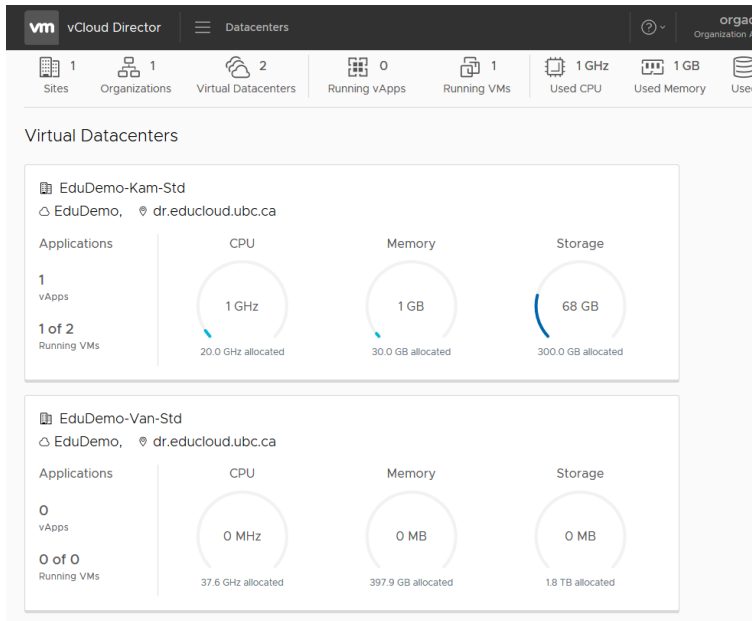 vm vCloud Director Datacenters orgad
Organization A
1 1 2 0 1 1 GHz 1 GB
Sites Organizations Virtual Datacenters Running vApps Running VMs Used CPU Used Memory Used
Virtual Datacenters
EduDemo-Kam-Std
EduDemo, dr.educloud.ubc.ca
Applications CPU Memory Storage
1
vApps
1 GHz 1 GB 68 GB
1 of 2
Running VMs
20.0 GHz allocated 30.0 GB allocated 300.0 GB allocated
EduDemo-Van-Std
EduDemo, dr.educloud.ubc.ca
Applications CPU Memory Storage
0
vApps
0 MHz 0 MB 0 MB
0 of 0
Running VMs
37.6 GHz allocated 397.9 GB allocated 1.8 TB allocated